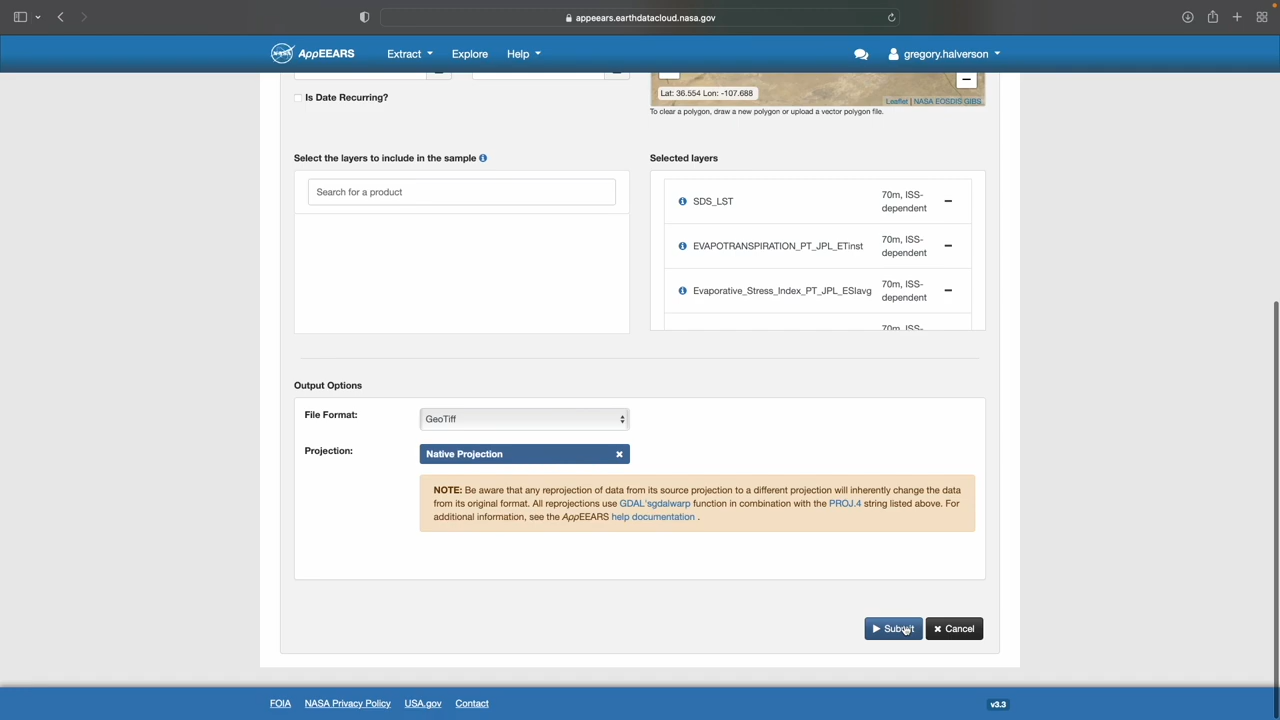 appeears.earthdatacloud.nasa.gov
AppEEARS Extract Explore Help gregory.halverson
Is Date Recurring?
Lat: 36.554 Lon: -107.688
Leaflet | NASA EOSDIS GIBS
To clear a polygon, draw a new polygon or upload a vector polygon file.
Select the layers to include in the sample
Selected layers
Search for a product
SDS_LST
70m, ISS-
dependent
EVAPOTRANSPIRATION_PT_JPL_ETinst
70m, ISS-
dependent
Evaporative_Stress_Index_PT_JPL_ESIavg
70m, ISS-
dependent
70m, ISS-
Output Options
File Format:
GeoTiff
Projection:
Native Projection
NOTE: Be aware that any reprojection of data from its source projection to a different projection will inherently change the data
from its original format. All reprojections use GDAL'sgdalwarp function in combination with the PROJ.4 string listed above. For
additional information, see the AppEEARS help documentation .
Submit
Cancel
FOIA NASA Privacy Policy USA.gov Contact
v3.3